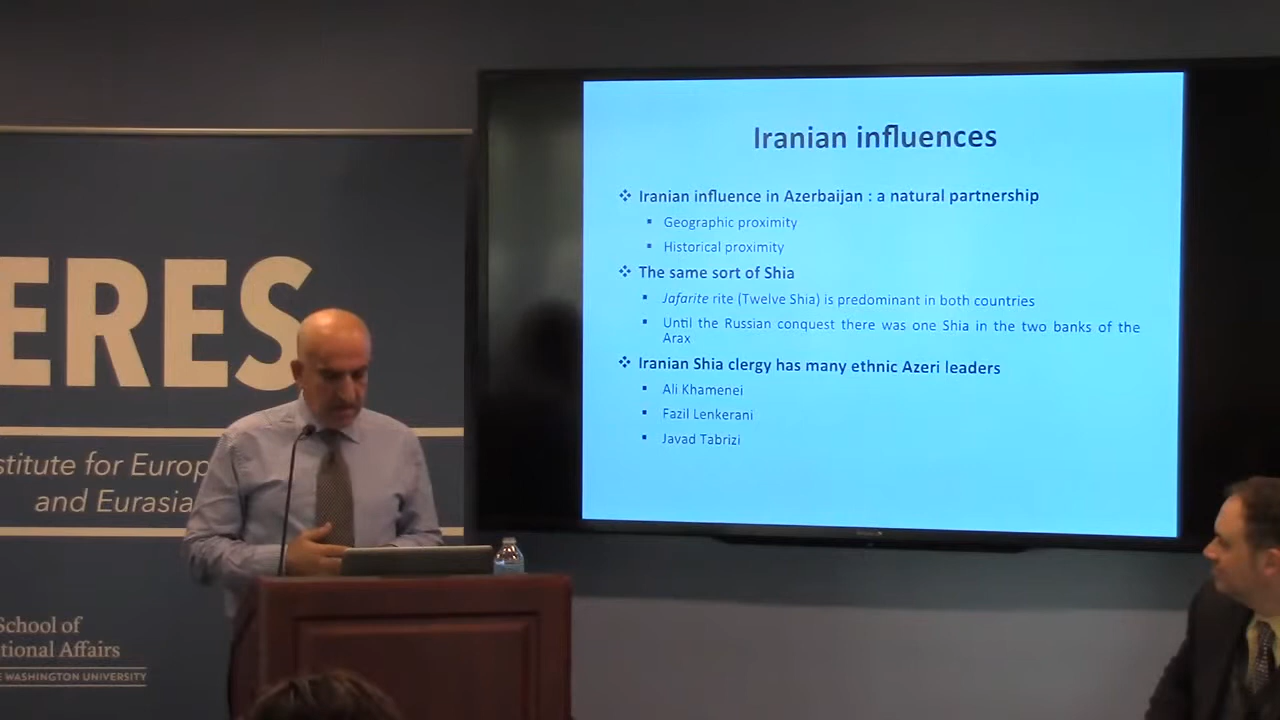 ERES
stitute for Europ
and Eurasia
School of
tional Affairs
WASHINGTON UNIVERSITY
Iranian influences
❖ Iranian influence in Azerbaijan : a natural partnership
▪ Geographic proximity
▪ Historical proximity
❖ The same sort of Shia
▪ Jafarite rite (Twelve Shia) is predominant in both countries
▪ Until the Russian conquest there was one Shia in the two banks of the
Arax
❖ Iranian Shia clergy has many ethnic Azeri leaders
▪ Ali Khamenei
▪ Fazil Lenkerani
▪ Javad Tabrizi